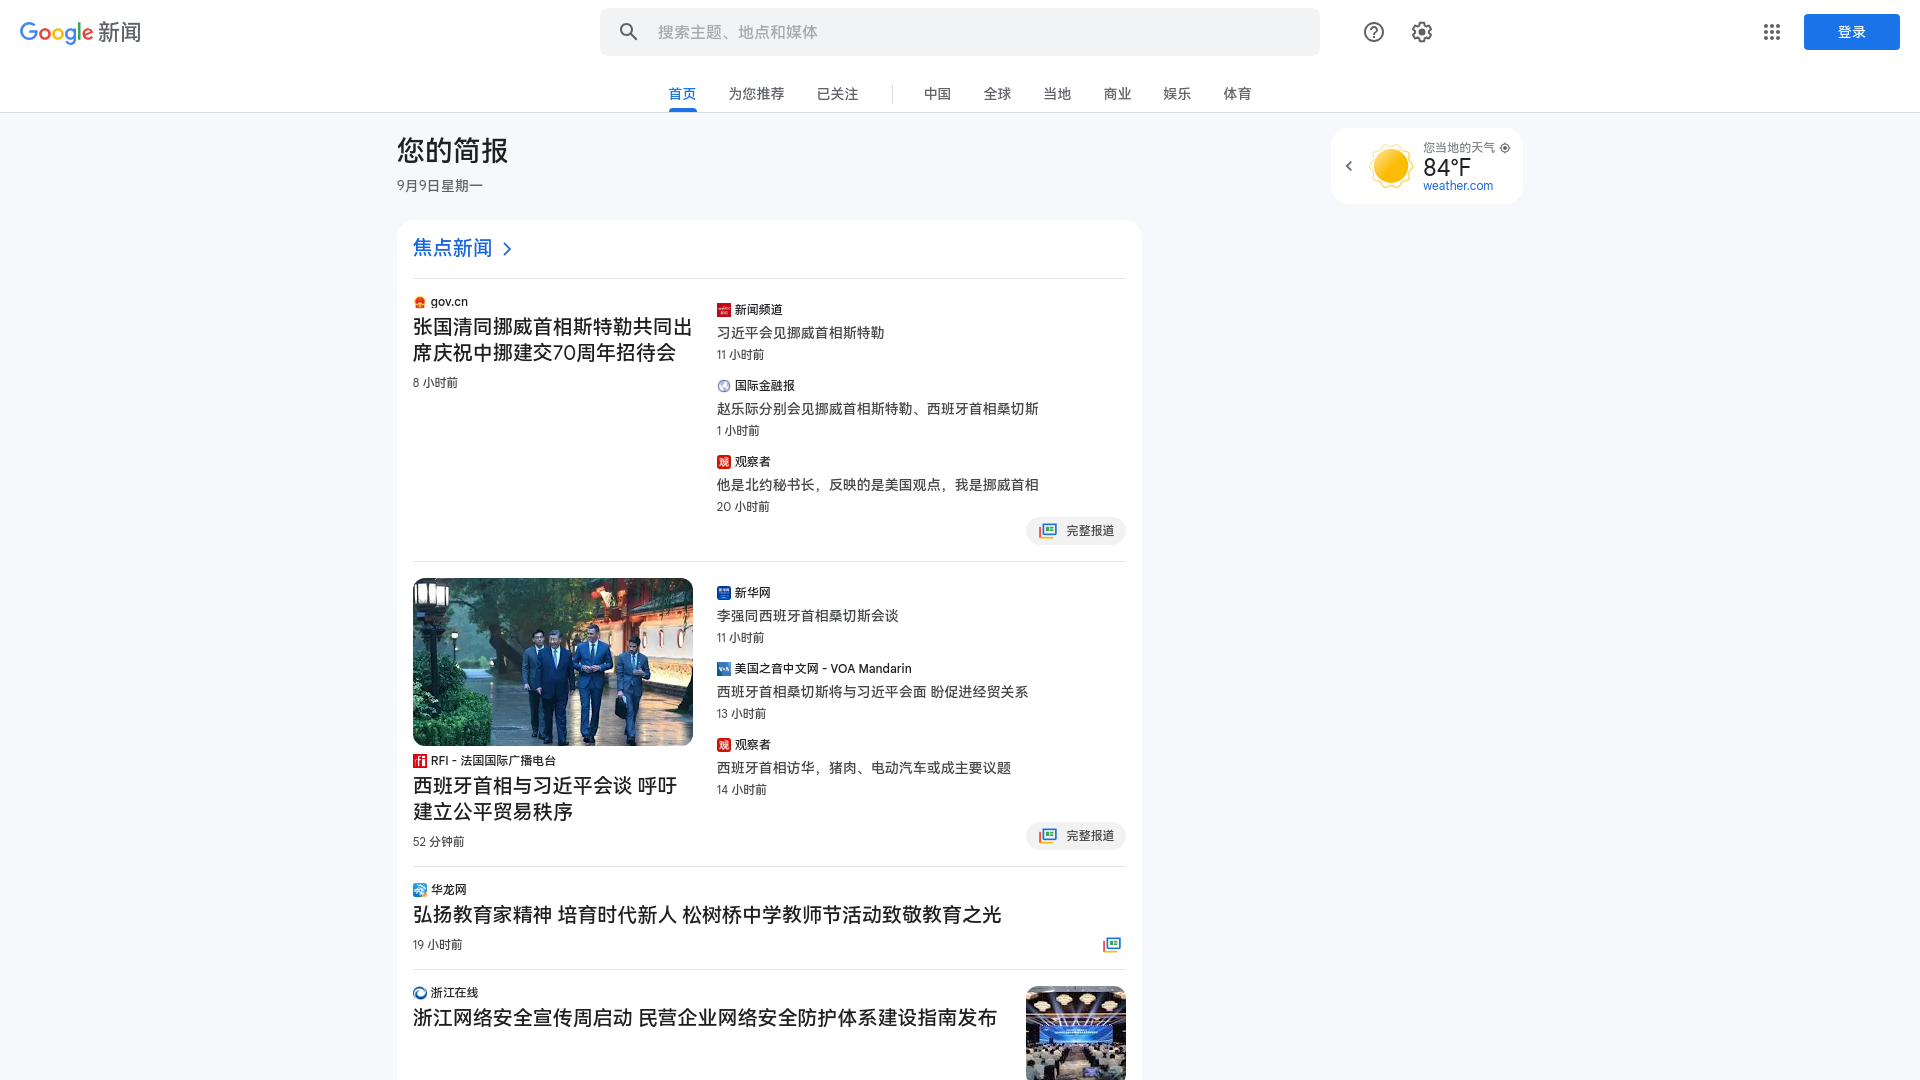 Google 新闻
搜索主题、地点和媒体
登录
首页
为您推荐
已关注
中国
全球
当地
商业
娱乐
体育
您的简报
9月9日星期一
您当地的天气
84°F
weather.com
焦点新闻
gov.cn
张国清同挪威首相斯特勒共同出
席庆祝中挪建交70周年招待会
8 小时前
新闻频道
习近平会见挪威首相斯特勒
11 小时前
国际金融报
赵乐际分别会见挪威首相斯特勒、西班牙首相桑切斯
1 小时前
观察者
他是北约秘书长，反映的是美国观点，我是挪威首相
20 小时前
完整报道
RFI - 法国国际广播电台
西班牙首相与习近平会谈 呼吁
建立公平贸易秩序
52 分钟前
新华网
李强同西班牙首相桑切斯会谈
11 小时前
美国之音中文网 - VOA Mandarin
西班牙首相桑切斯将与习近平会面 盼促进经贸关系
13 小时前
观察者
西班牙首相访华，猪肉、电动汽车或成主要议题
14 小时前
完整报道
华龙网
弘扬教育家精神 培育时代新人 松树桥中学教师节活动致敬教育之光
19 小时前
浙江在线
浙江网络安全宣传周启动 民营企业网络安全防护体系建设指南发布